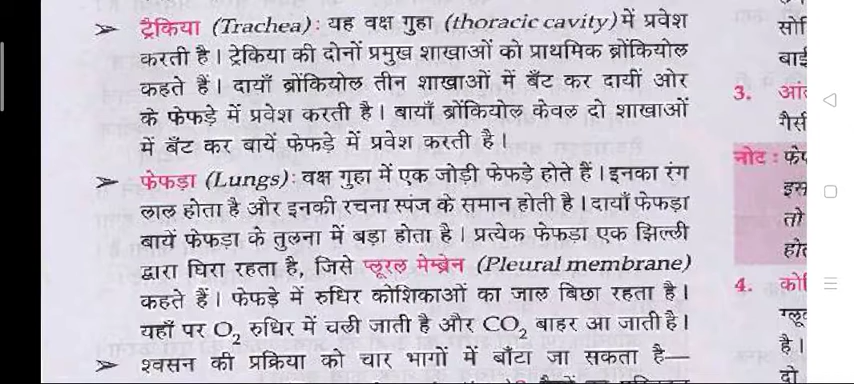 ➢ ट्रैकिया (Trachea) : यह वक्ष गुहा (thoracic cavity) में प्रवेश
करती है। ट्रेकिया की दोनों प्रमुख शाखाओं को प्राथमिक ब्रोंकियोल
कहते हैं। दायाँ ब्रोंकियोल तीन शाखाओं में बँट कर दायीं ओर
के फेफड़े में प्रवेश करती है। बायाँ ब्रोंकियोल केवल दो शाखाओं
में बँट कर बायें फेफड़े में प्रवेश करती है।
➢ फेफड़ा (Lungs) : वक्ष गुहा में एक जोड़ी फेफड़े होते हैं। इनका रंग
लाल होता है और इनकी रचना स्पंज के समान होती है। दायाँ फेफड़ा
बायें फेफड़ा के तुलना में बड़ा होता है। प्रत्येक फेफड़ा एक झिल्ली
द्वारा घिरा रहता है, जिसे प्लूरल मेम्ब्रेन (Pleural membrane)
कहते हैं। फेफड़े में रुधिर कोशिकाओं का जाल बिछा रहता है।
यहाँ पर O₂ रुधिर में चली जाती है और CO₂ बाहर आ जाती है।
➢ श्वसन की प्रक्रिया को चार भागों में बाँटा जा सकता है—
3.
नोट :
तो
4.
है।
दो